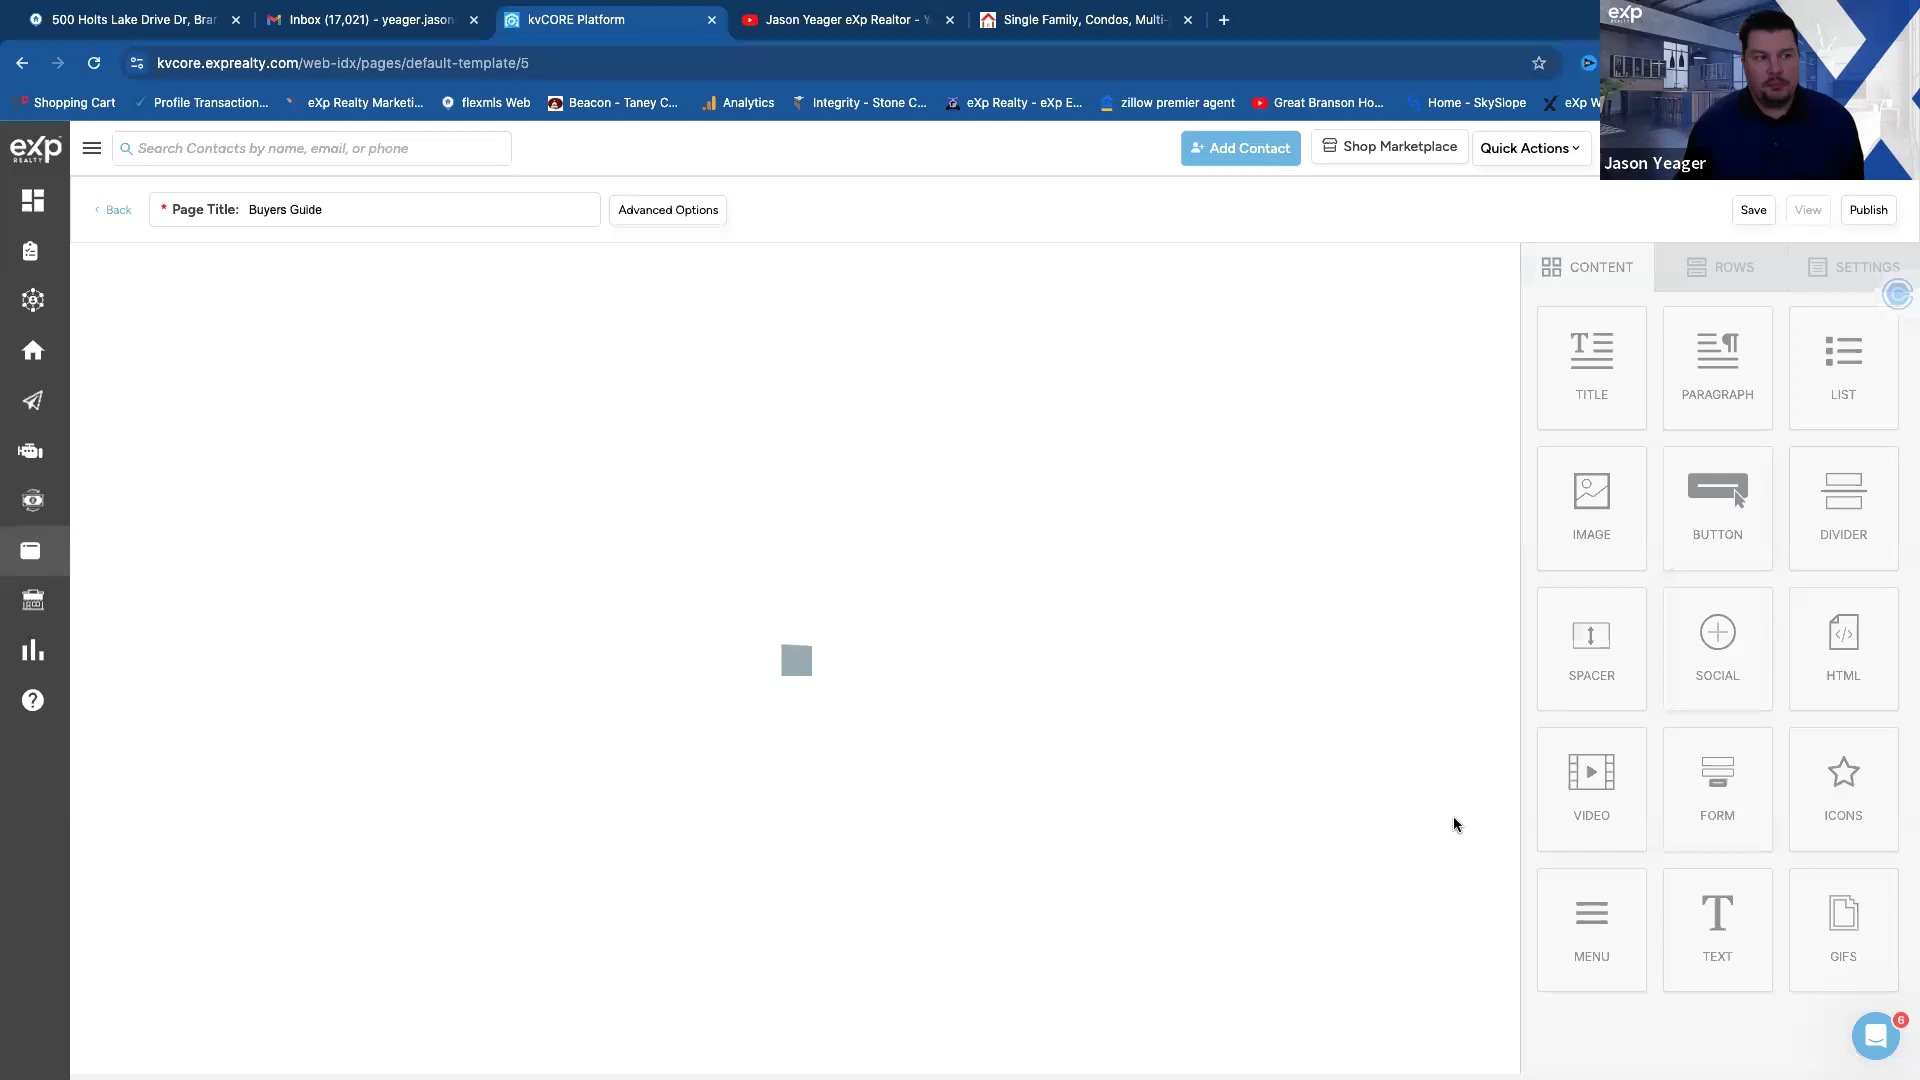 500 Holts Lake Drive Dr, Bra
Inbox (17,021) - yeager.jason
kvCORE Platform
Jason Yeager eXp Realtor - Y
Single Family, Condos, Multi-
kvcore.exprealty.com/web-idx/pages/default-template/5
Shopping Cart
Profile Transaction...
eXp Realty Marketi...
flexmls Web
Beacon - Taney C...
Analytics
Integrity - Stone C...
eXp Realty - eXp E...
zillow premier agent
Great Branson Ho...
Home - SkySlope
eXp W
eXp
REALTY
Jason Yeager
eXp
REALTY
Search Contacts by name, email, or phone
Add Contact
Shop Marketplace
Quick Actions
Back
* Page Title: Buyers Guide
Advanced Options
Save
View
Publish
CONTENT
ROWS
SETTINGS
TITLE
PARAGRAPH
LIST
IMAGE
BUTTON
DIVIDER
SPACER
SOCIAL
HTML
VIDEO
FORM
ICONS
MENU
TEXT
GIFS
6